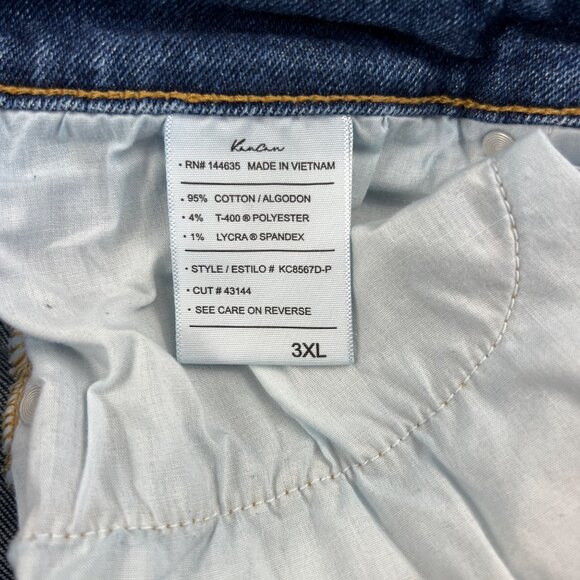 KanCan
• RN# 144635 MADE IN VIETNAM
• 95% COTTON / ALGODON
• 4% T-400 ® POLYESTER
• 1% LYCRA ® SPANDEX
• STYLE / ESTILO # KC8567D-P
• CUT # 43144
• SEE CARE ON REVERSE
3XL